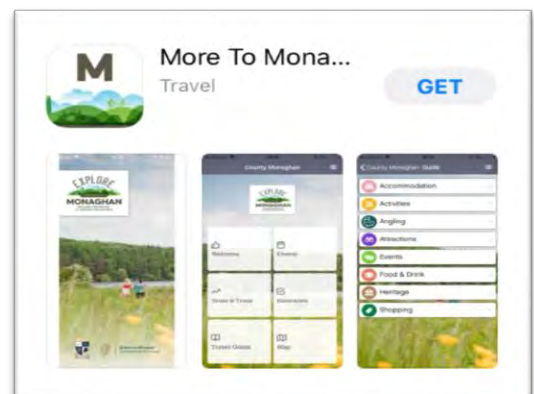 M
More To Mona...
Travel
GET
EXPLORE
MONAGHAN
County Monaghan
EXPLORE
MONAGHAN
Welcome
Events
Tours & Trails
Travel Guide
Map
County Monaghan Guide
Accommodation
Activities
Angling
Attractions
Events
Food & Drink
Heritage
Shopping